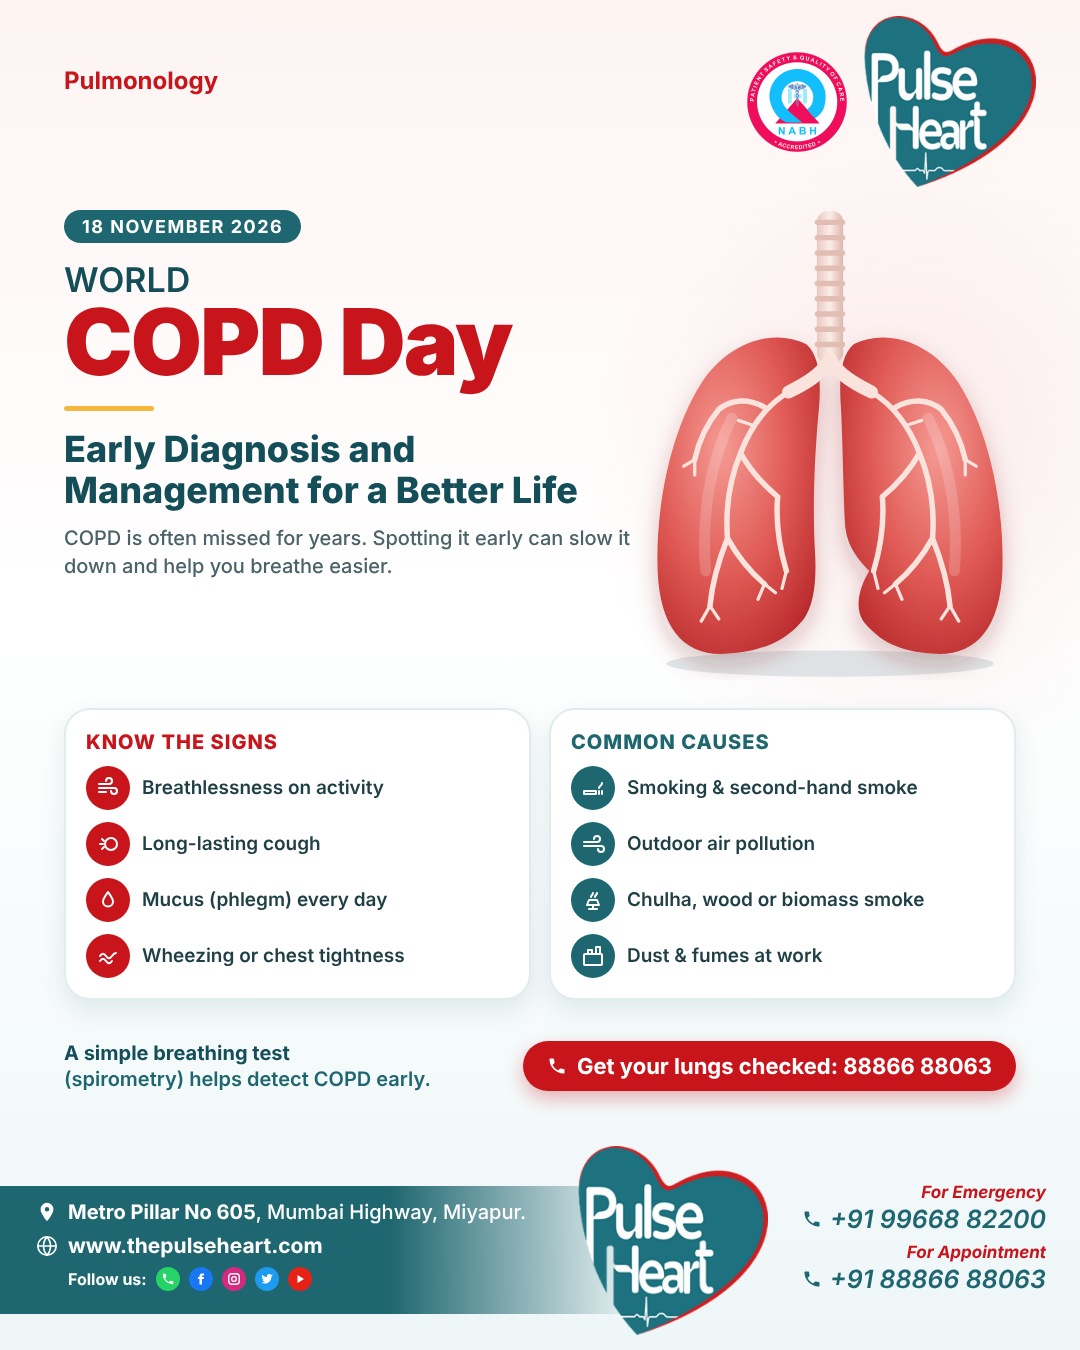 Pulmonology
PATIENT SAFETY & QUALITY OF CARE
NABH
• ACCREDITED •
Pulse
Heart
18 NOVEMBER 2026
WORLD
COPD Day
Early Diagnosis and
Management for a Better Life
COPD is often missed for years. Spotting it early can slow it
down and help you breathe easier.
KNOW THE SIGNS
Breathlessness on activity
Long-lasting cough
Mucus (phlegm) every day
Wheezing or chest tightness
COMMON CAUSES
Smoking & second-hand smoke
Outdoor air pollution
Chulha, wood or biomass smoke
Dust & fumes at work
A simple breathing test
(spirometry) helps detect COPD early.
Get your lungs checked: 88866 88063
Metro Pillar No 605, Mumbai Highway, Miyapur.
www.thepulseheart.com
Follow us:
Pulse
Heart
For Emergency
+91 99668 82200
For Appointment
+91 88866 88063